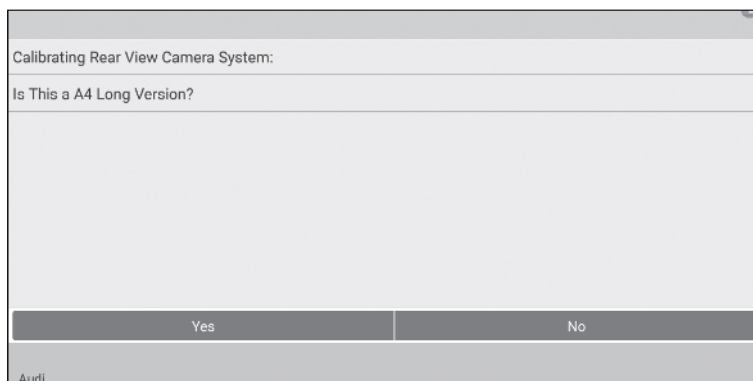 Calibrating Rear View Camera System:
Is This a A4 Long Version?
Yes No
Audi